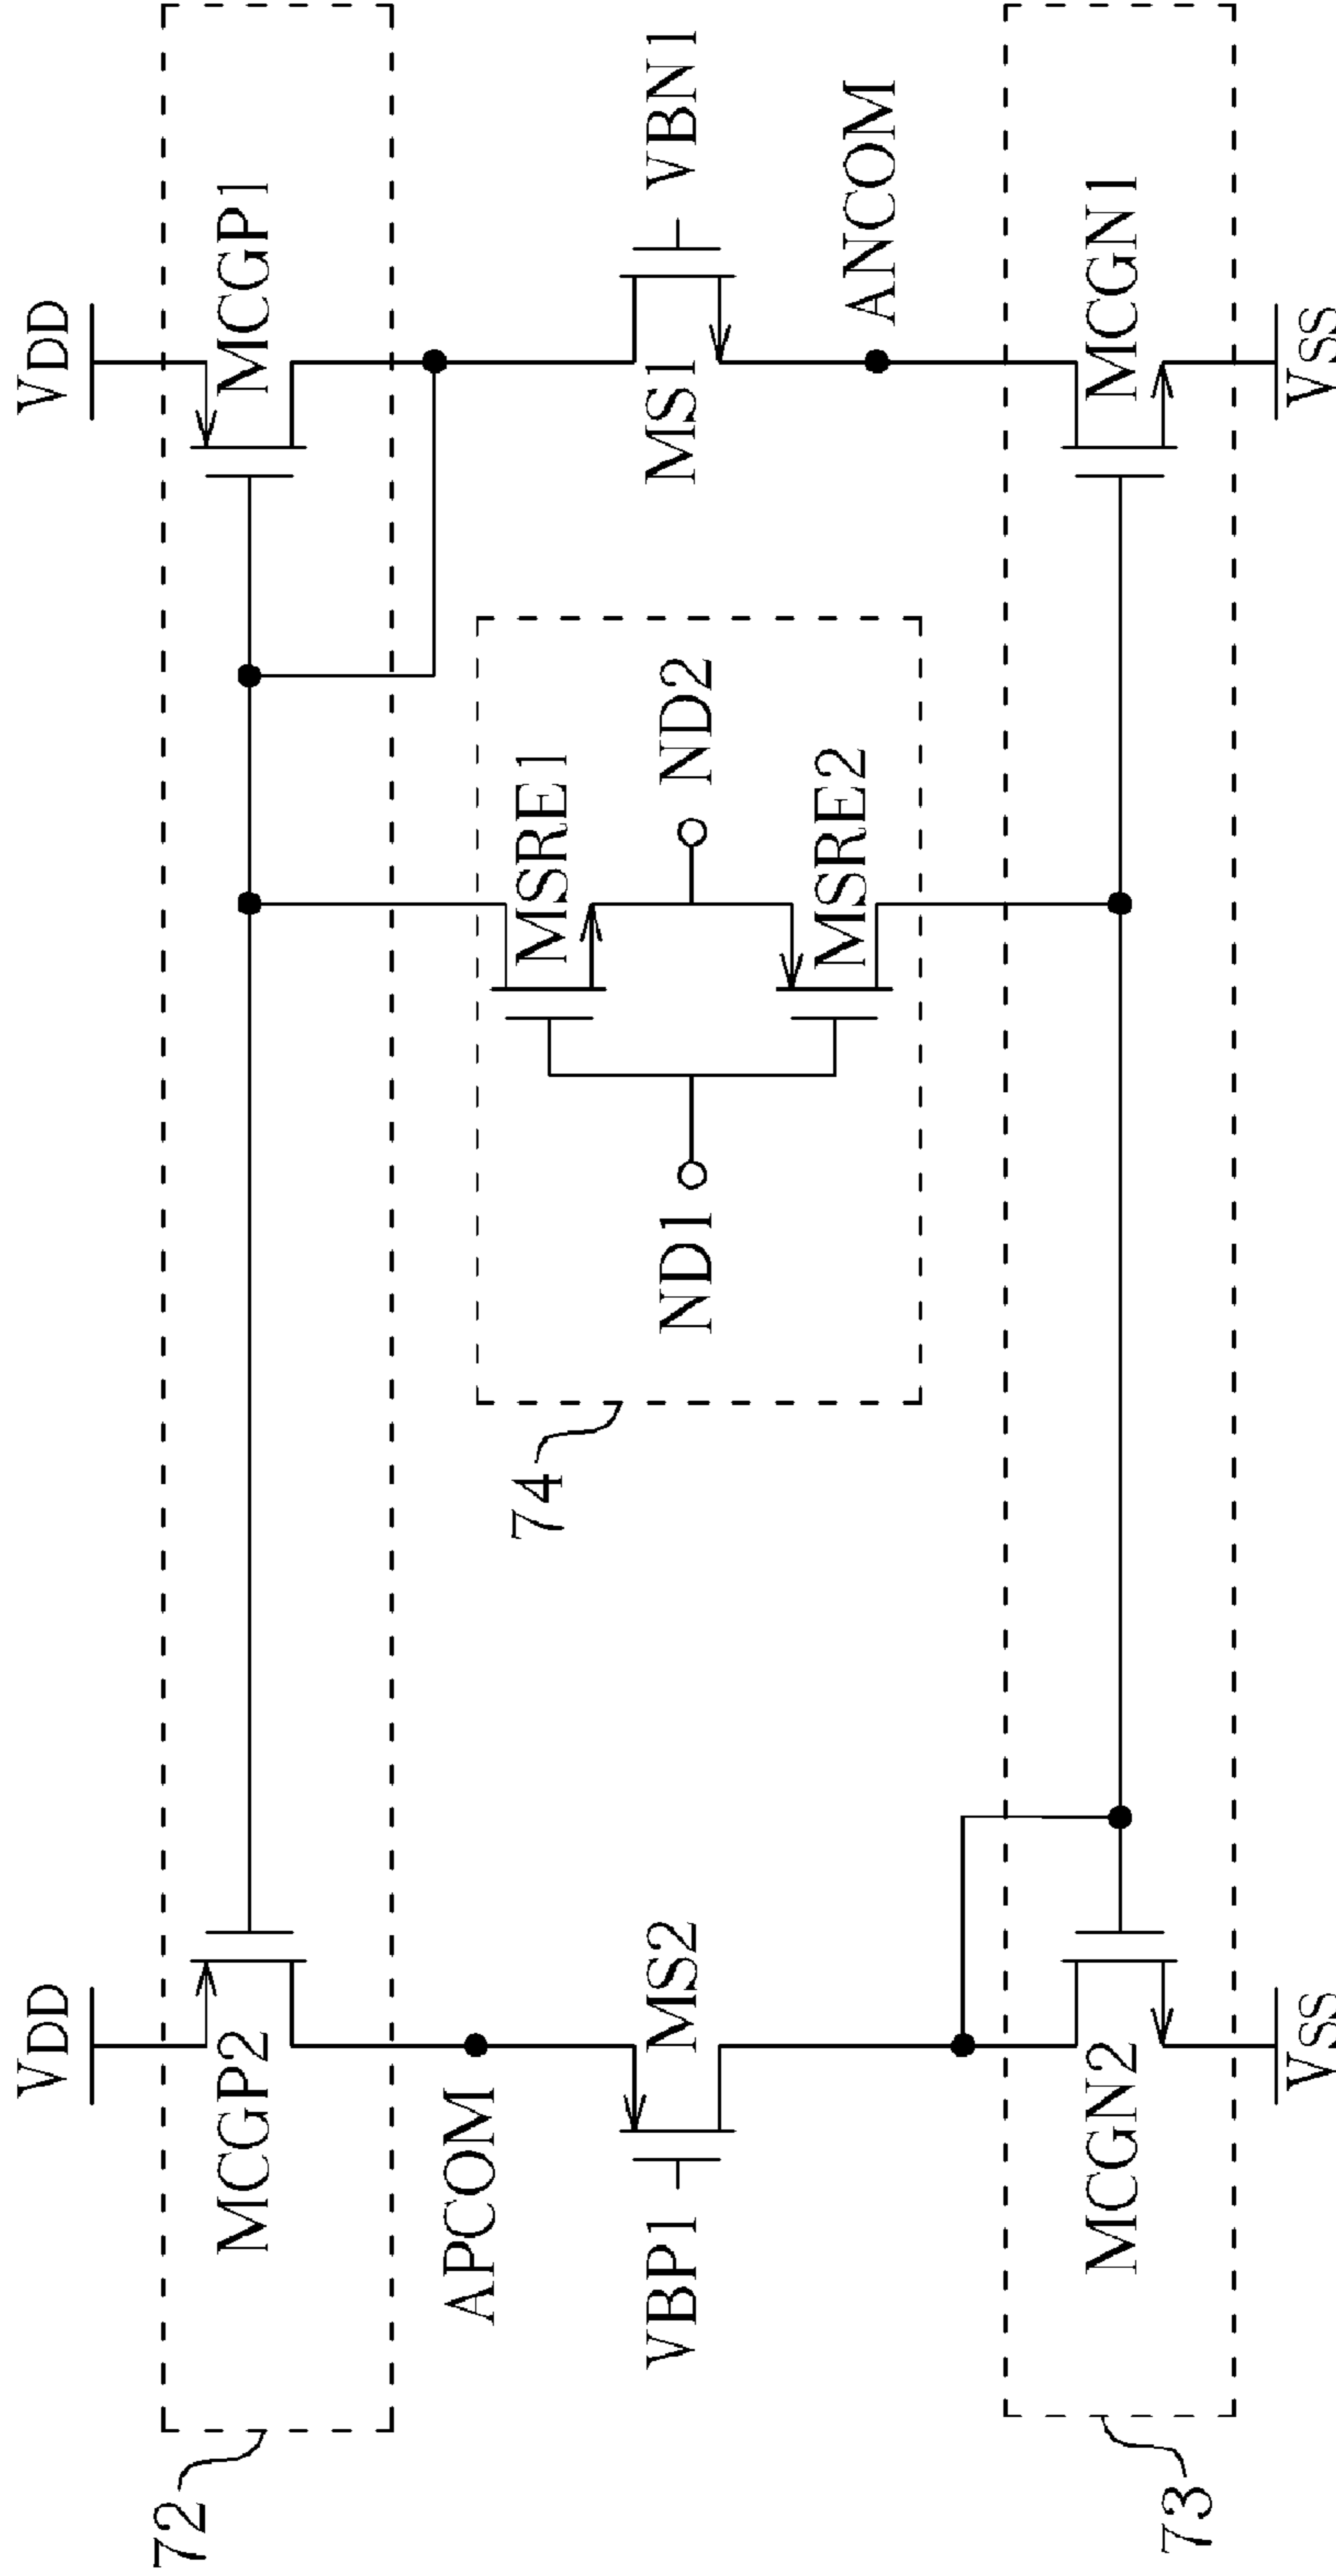 72
VDD
VDD
MCGP2
MCGP1
APCOM
74
MSRE1
VBP1
MS2
ND1
ND2
MS1
VBN1
MSRE2
ANCOM
MCGN2
MCGN1
73
VSS
VSS